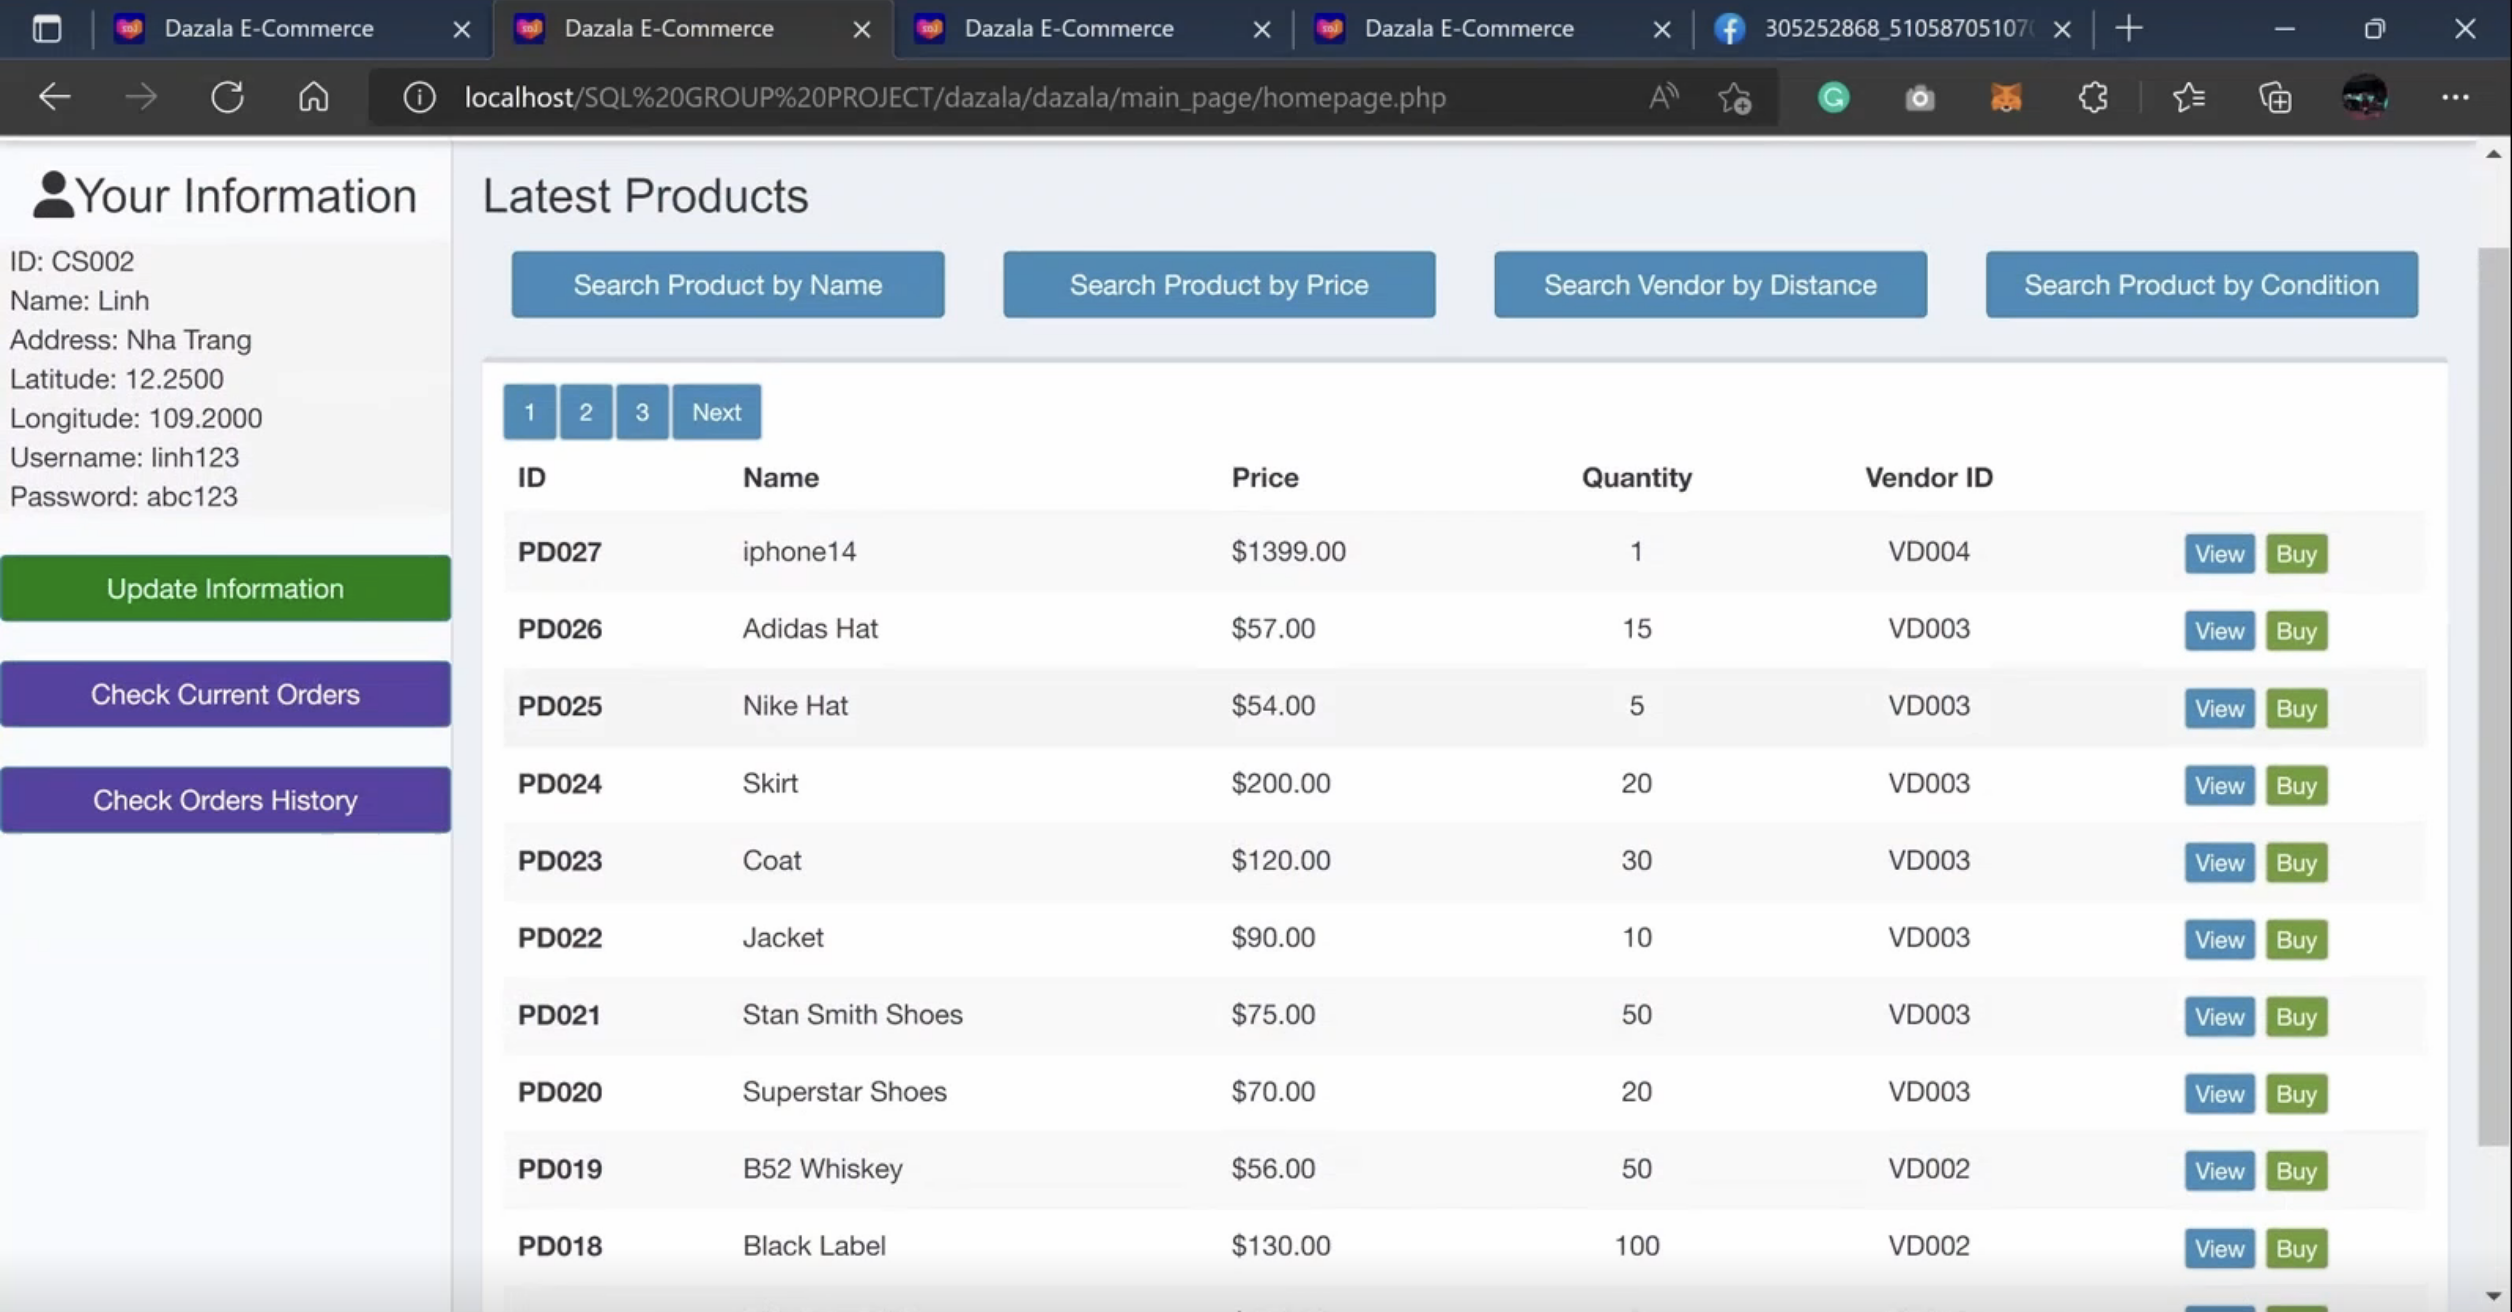 Dazala E-Commerce
Dazala E-Commerce
Dazala E-Commerce
Dazala E-Commerce
305252868_5105870510
localhost/SQL%20GROUP%20PROJECT/dazala/dazala/main_page/homepage.php
Your Information
ID: CS002
Name: Linh
Address: Nha Trang
Latitude: 12.2500
Longitude: 109.2000
Username: linh123
Password: abc123
Update Information
Check Current Orders
Check Orders History
Latest Products
Search Product by Name
Search Product by Price
Search Vendor by Distance
Search Product by Condition
1 2 3 Next
ID Name Price Quantity Vendor ID
PD027 iphone14 $1399.00 1 VD004 View Buy
PD026 Adidas Hat $57.00 15 VD003 View Buy
PD025 Nike Hat $54.00 5 VD003 View Buy
PD024 Skirt $200.00 20 VD003 View Buy
PD023 Coat $120.00 30 VD003 View Buy
PD022 Jacket $90.00 10 VD003 View Buy
PD021 Stan Smith Shoes $75.00 50 VD003 View Buy
PD020 Superstar Shoes $70.00 20 VD003 View Buy
PD019 B52 Whiskey $56.00 50 VD002 View Buy
PD018 Black Label $130.00 100 VD002 View Buy